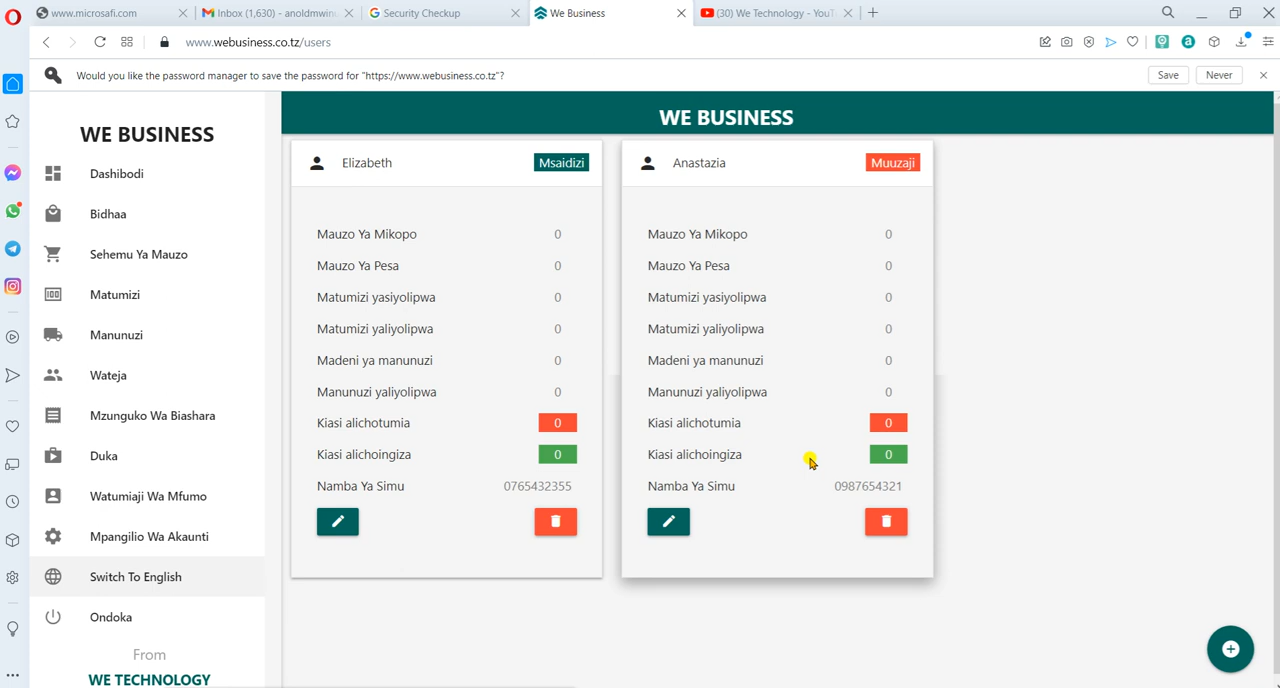 www.microsafi.com
Inbox (1,630) - anoldmwin
Security Checkup
We Business
(30) We Technology - YouT
www.webusiness.co.tz/users
Would you like the password manager to save the password for "https://www.webusiness.co.tz"?
Save
Never
WE BUSINESS
Dashibodi
Bidhaa
Sehemu Ya Mauzo
Matumizi
Manunuzi
Wateja
Mzunguko Wa Biashara
Duka
Watumiaji Wa Mfumo
Mpangilio Wa Akaunti
Switch To English
Ondoka
From
WE TECHNOLOGY
WE BUSINESS
Elizabeth Msaidizi
Mauzo Ya Mikopo 0
Mauzo Ya Pesa 0
Matumizi yasiyolipwa 0
Matumizi yaliyolipwa 0
Madeni ya manunuzi 0
Manunuzi yaliyolipwa 0
Kiasi alichotumia 0
Kiasi alichoingiza 0
Namba Ya Simu 0765432355
Anastazia Muuzaji
Mauzo Ya Mikopo 0
Mauzo Ya Pesa 0
Matumizi yasiyolipwa 0
Matumizi yaliyolipwa 0
Madeni ya manunuzi 0
Manunuzi yaliyolipwa 0
Kiasi alichotumia 0
Kiasi alichoingiza 0
Namba Ya Simu 0987654321